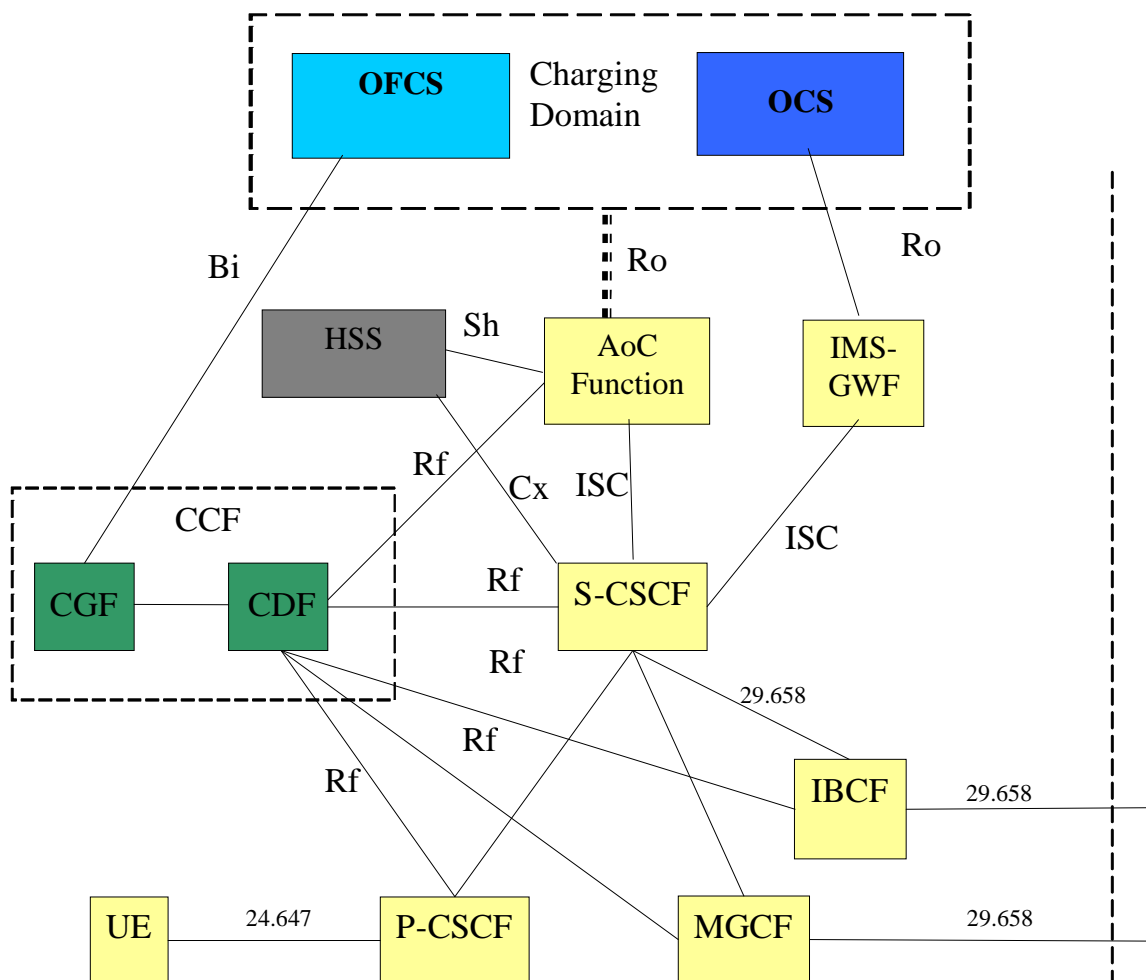 OFCS
Charging
Domain
OCS
Bi
Ro
Ro
HSS
Sh
AoC
Function
IMS-
GWF
Rf
Cx
ISC
ISC
CCF
CGF
CDF
Rf
S-CSCF
Rf
29.658
Rf
Rf
IBCF
29.658
UE
24.647
P-CSCF
MGCF
29.658